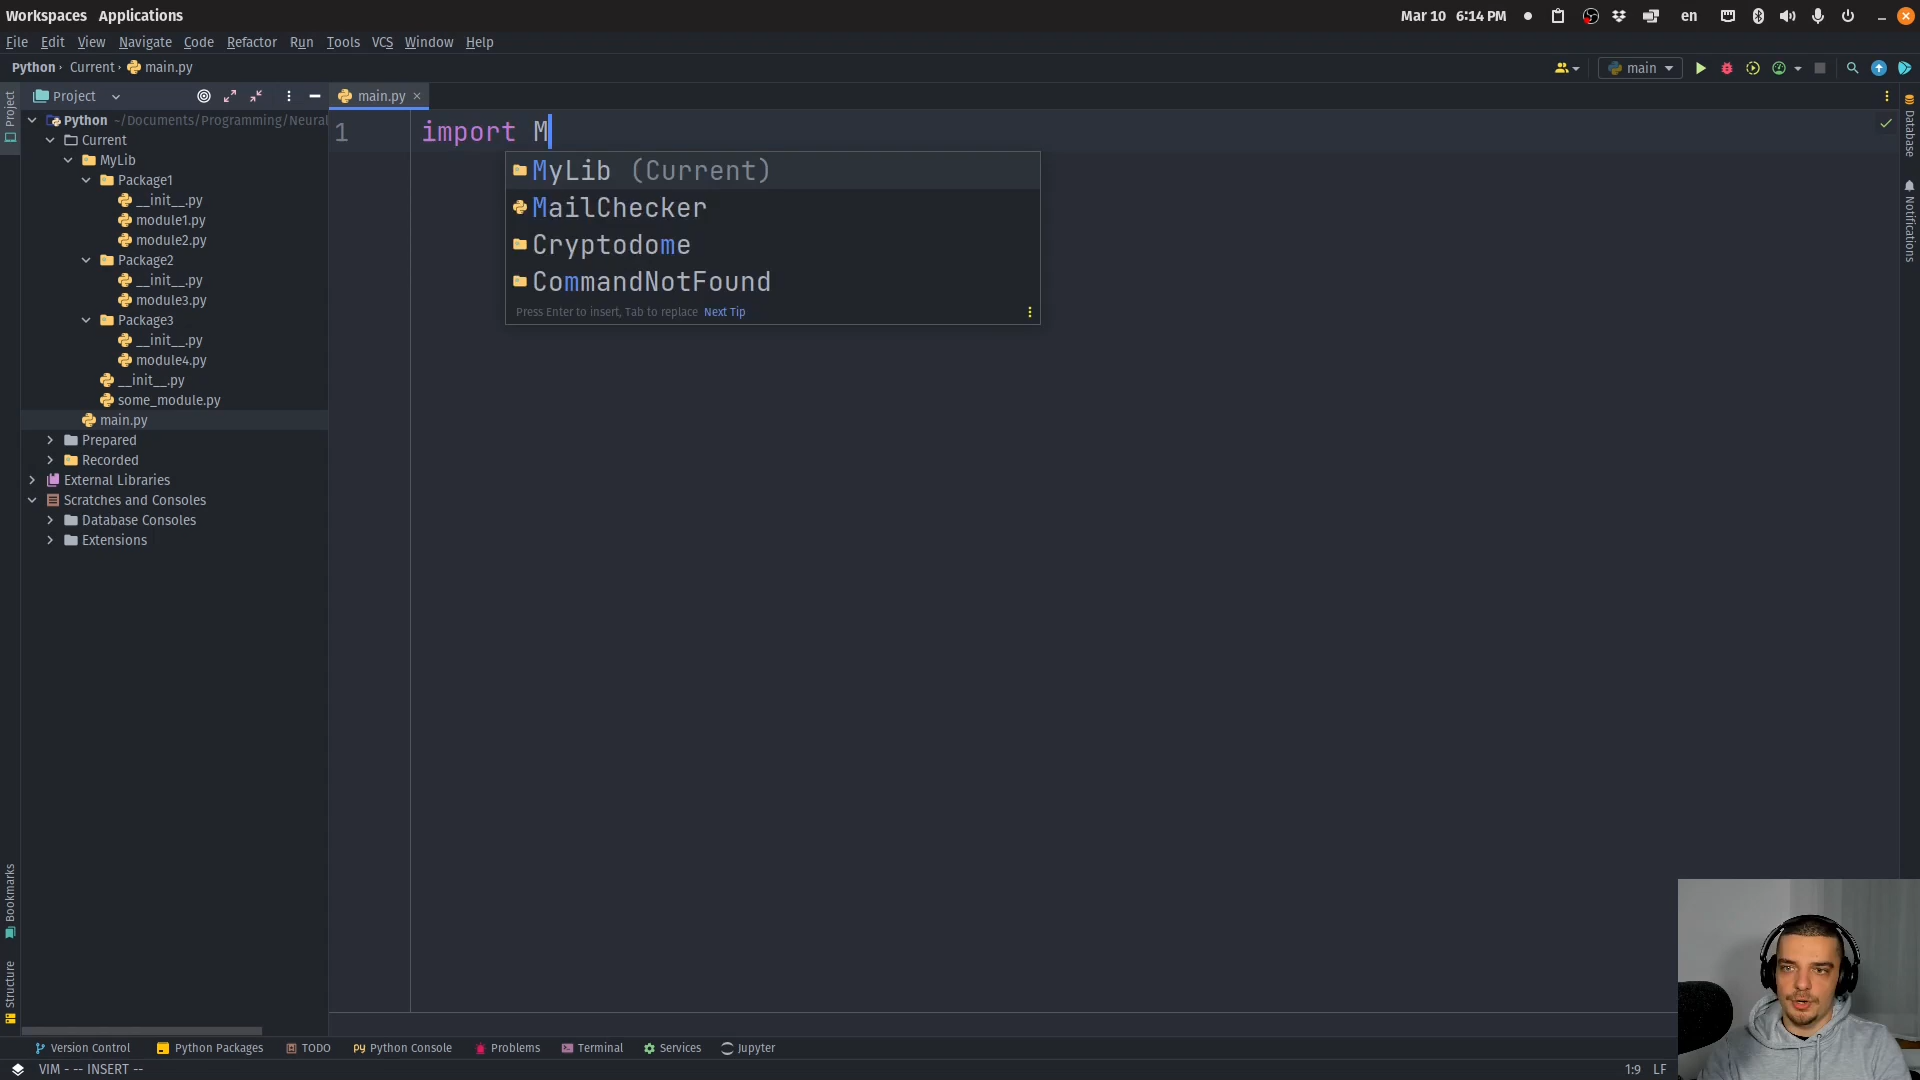 Workspaces Applications
Mar 10 6:14 PM
en
File Edit View Navigate Code Refactor Run Tools VCS Window Help
Python Current main.py
main
Project
Project
main.py
Python ~/Documents/Programming/Neural
Current
MyLib
Package1
__init__.py
module1.py
module2.py
Package2
__init__.py
module3.py
Package3
__init__.py
module4.py
__init__.py
some_module.py
main.py
Prepared
Recorded
External Libraries
Scratches and Consoles
Database Consoles
Extensions
1 import M
MyLib (Current)
MailChecker
Cryptodome
CommandNotFound
Press Enter to insert, Tab to replace Next Tip
Database
Notifications
Bookmarks
Structure
Version Control Python Packages TODO Python Console Problems Terminal Services Jupyter
VIM - -- INSERT --
1:9 LF